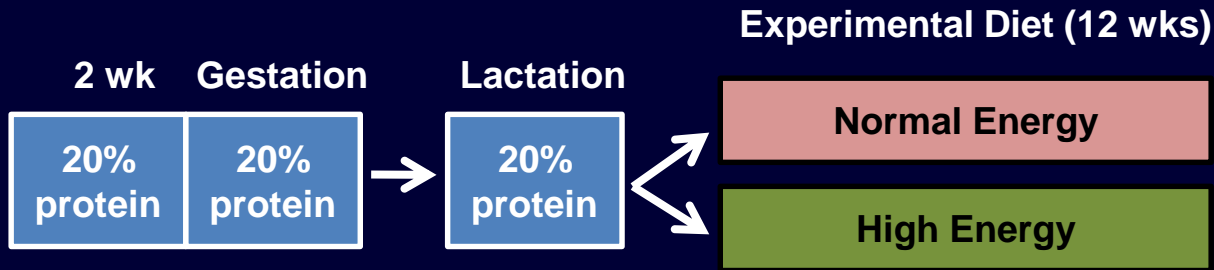 Experimental Diet (12 wks)
2 wk
Gestation
Lactation
20%
protein
20%
protein
20%
protein
Normal Energy
High Energy